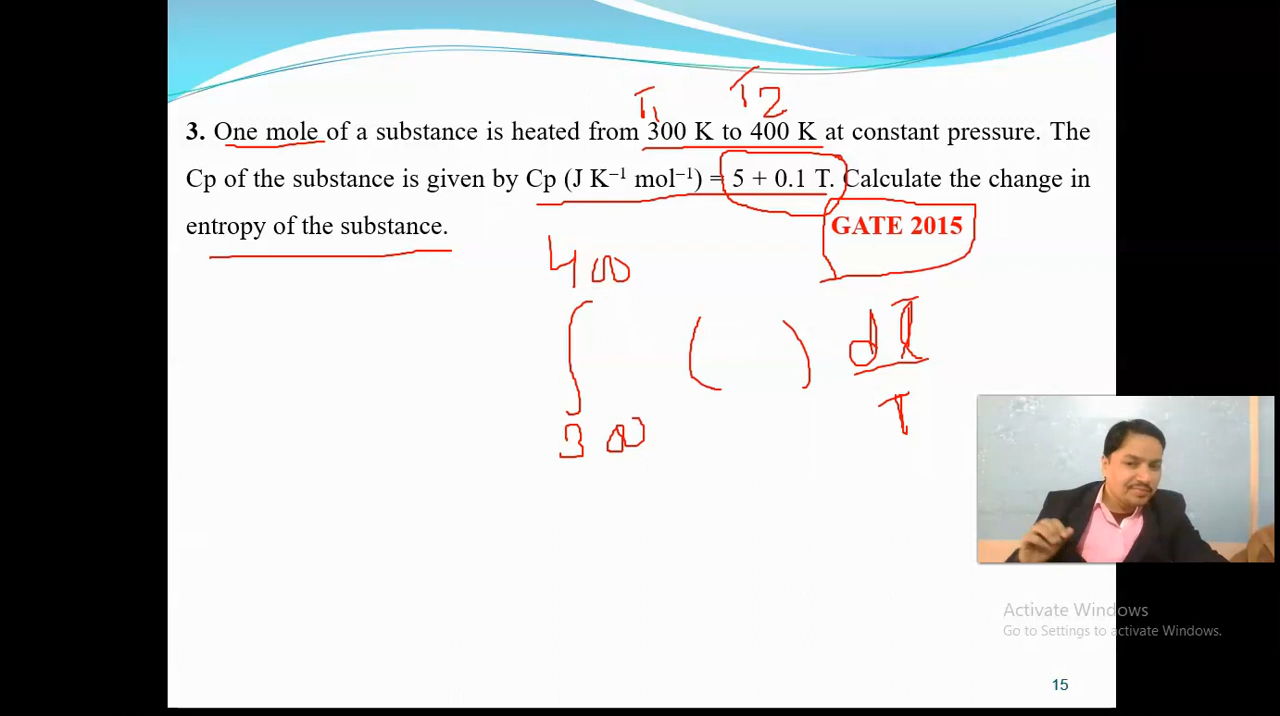 T1 T2
3. One mole of a substance is heated from 300 K to 400 K at constant pressure. The
Cp of the substance is given by Cp (J K⁻¹ mol⁻¹) = 5 + 0.1 T. Calculate the change in
entropy of the substance. GATE 2015
400
∫ ( ) dT
T
300
Activate Windows
Go to Settings to activate Windows.
15